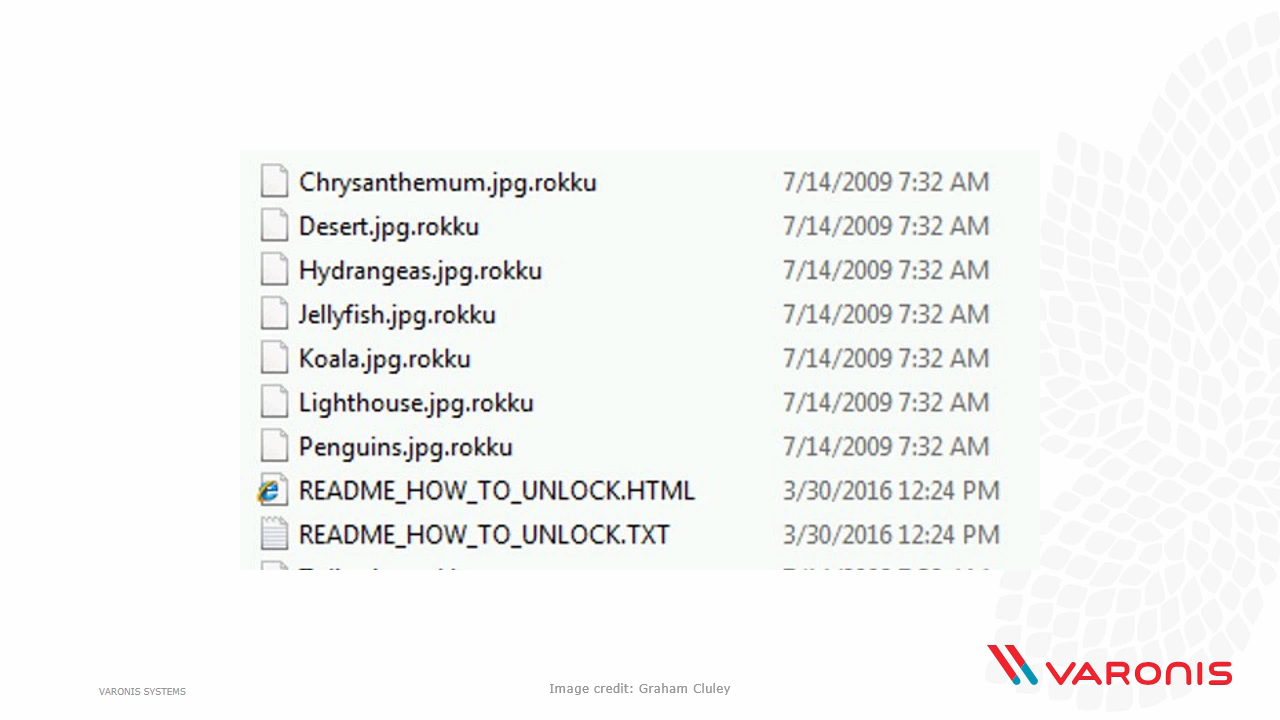 Chrysanthemum.jpg.rokku 7/14/2009 7:32 AM
Desert.jpg.rokku 7/14/2009 7:32 AM
Hydrangeas.jpg.rokku 7/14/2009 7:32 AM
Jellyfish.jpg.rokku 7/14/2009 7:32 AM
Koala.jpg.rokku 7/14/2009 7:32 AM
Lighthouse.jpg.rokku 7/14/2009 7:32 AM
Penguins.jpg.rokku 7/14/2009 7:32 AM
README_HOW_TO_UNLOCK.HTML 3/30/2016 12:24 PM
README_HOW_TO_UNLOCK.TXT 3/30/2016 12:24 PM
VARONIS SYSTEMS
Image credit: Graham Cluley
VARONIS